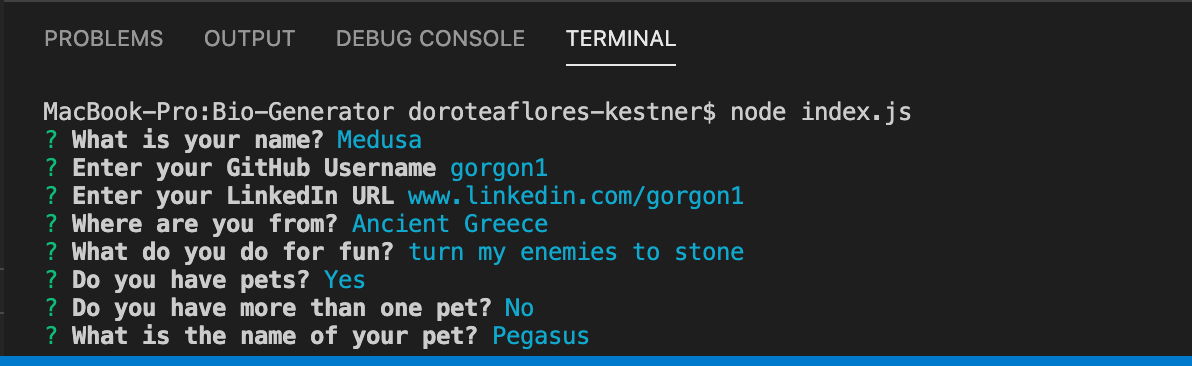 PROBLEMS OUTPUT DEBUG CONSOLE TERMINAL
MacBook-Pro:Bio-Generator doroteaflores-kestner$ node index.js
? What is your name? Medusa
? Enter your GitHub Username gorgon1
? Enter your LinkedIn URL www.linkedin.com/gorgon1
? Where are you from? Ancient Greece
? What do you do for fun? turn my enemies to stone
? Do you have pets? Yes
? Do you have more than one pet? No
? What is the name of your pet? Pegasus